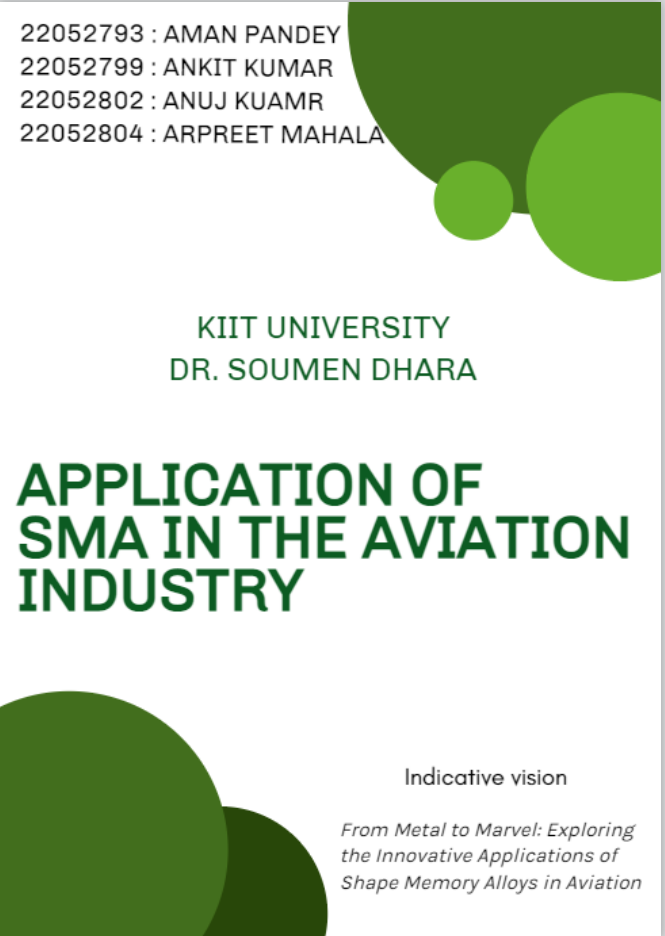 22052793 : AMAN PANDEY
22052799 : ANKIT KUMAR
22052802 : ANUJ KUAMR
22052804 : ARPREET MAHALA
KIIT UNIVERSITY
DR. SOUMEN DHARA
APPLICATION OF
SMA IN THE AVIATION
INDUSTRY
Indicative vision
From Metal to Marvel: Exploring
the Innovative Applications of
Shape Memory Alloys in Aviation